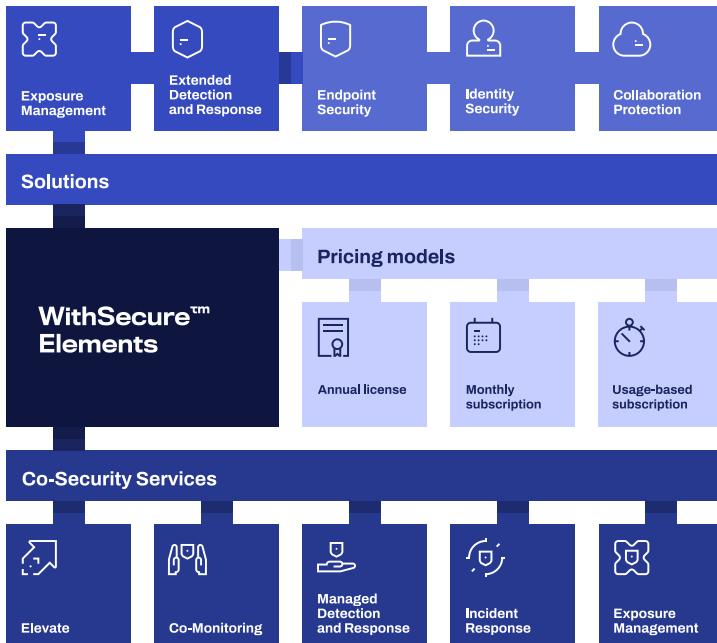 Exposure
Management
Extended
Detection
and Response
Endpoint
Security
Identity
Security
Collaboration
Protection
Solutions
WithSecure™
Elements
Pricing models
Annual license
Monthly
subscription
Usage-based
subscription
Co-Security Services
Elevate
Co-Monitoring
Managed
Detection
and Response
Incident
Response
Exposure
Management